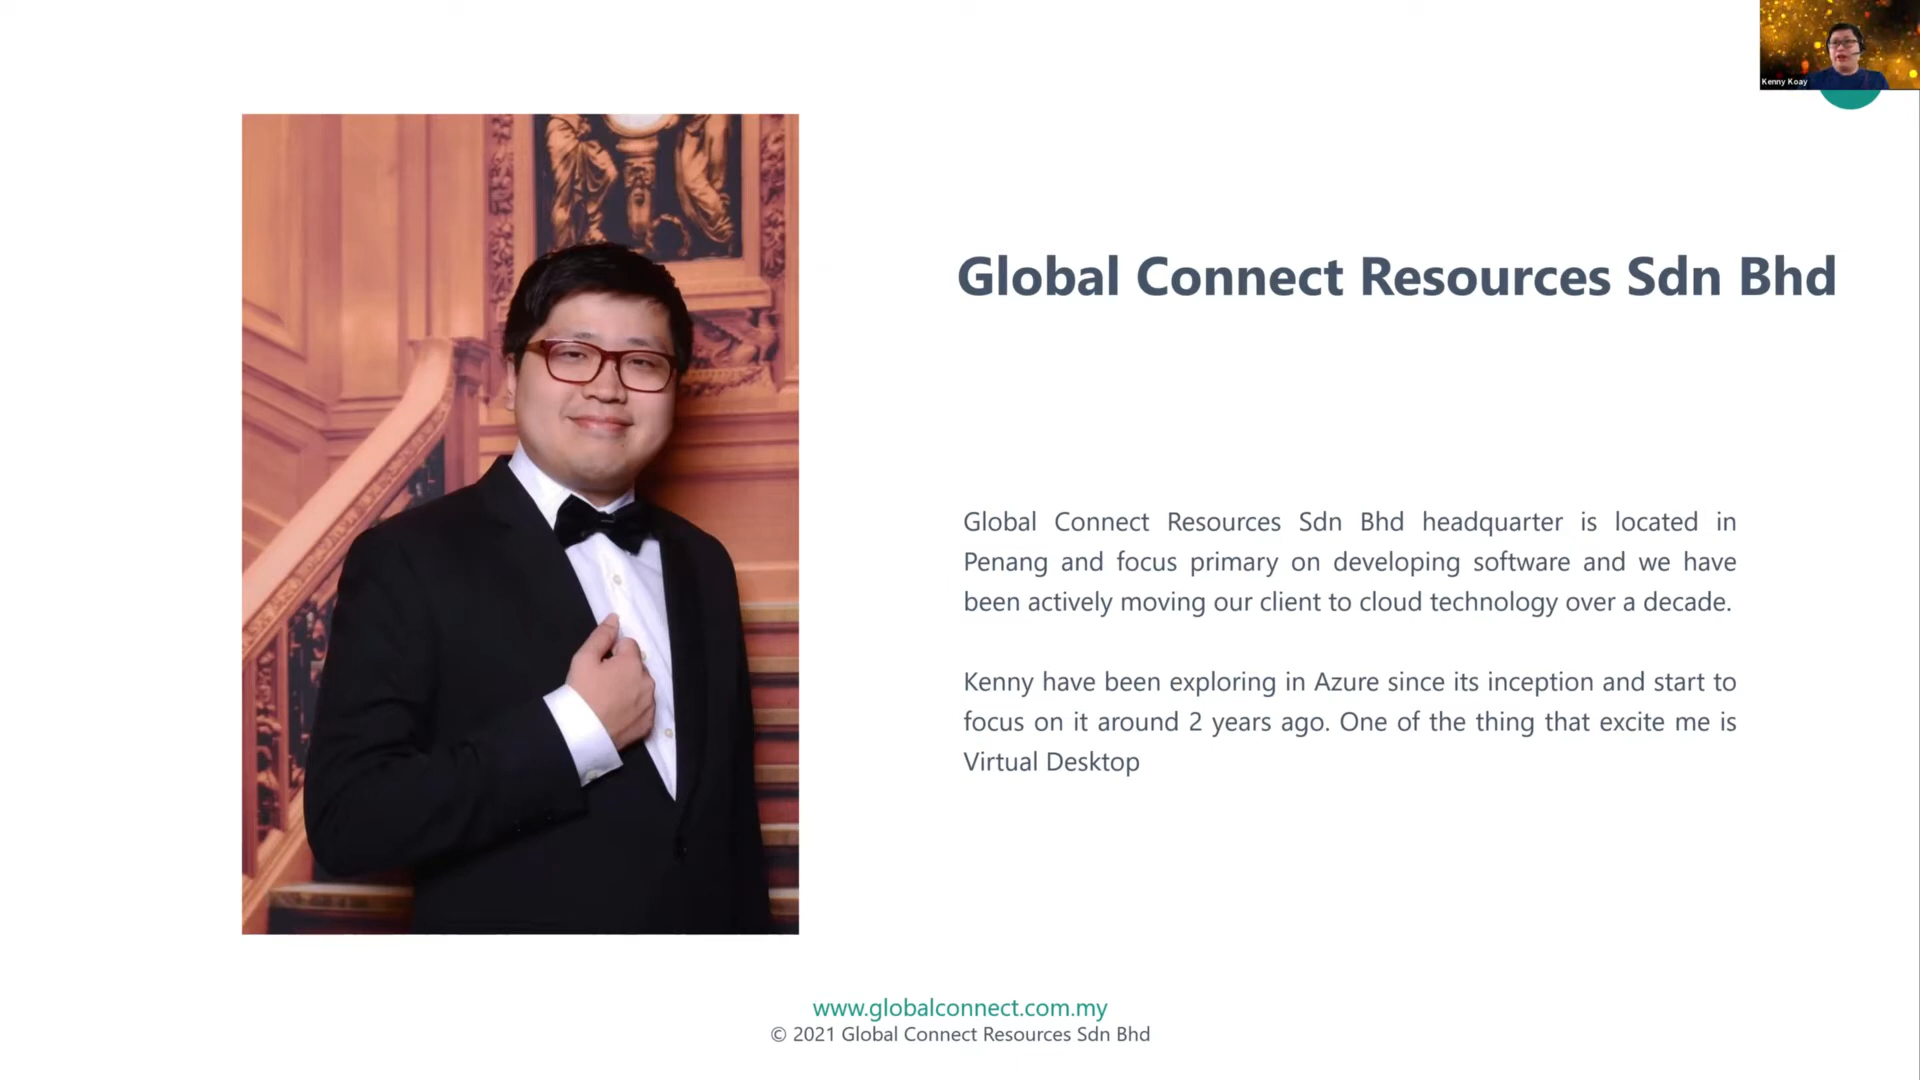 Kenny Koay
Global Connect Resources Sdn Bhd
Global Connect Resources Sdn Bhd headquarter is located in
Penang and focus primary on developing software and we have
been actively moving our client to cloud technology over a decade.
Kenny have been exploring in Azure since its inception and start to
focus on it around 2 years ago. One of the thing that excite me is
Virtual Desktop
www.globalconnect.com.my
© 2021 Global Connect Resources Sdn Bhd